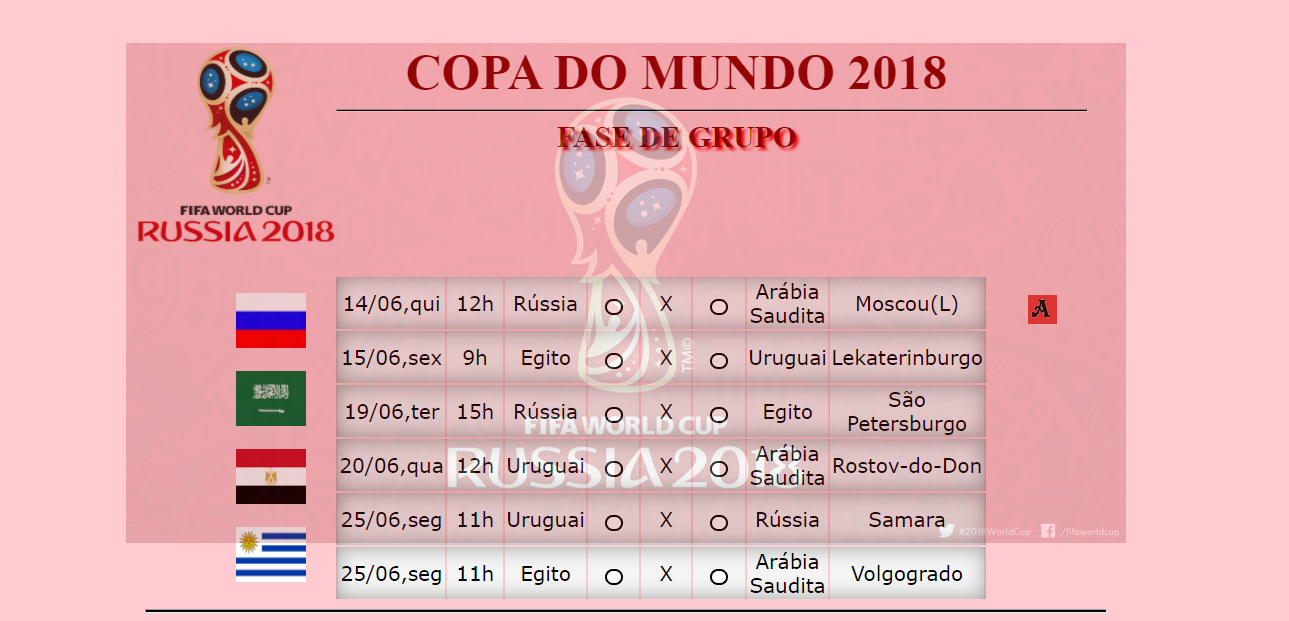 COPA DO MUNDO 2018
FASE DE GRUPO
FIFA WORLD CUP
RUSSIA 2018
14/06,qui 12h Rússia O X O Arábia Saudita Moscou(L)
A
15/06,sex 9h Egito O X O Uruguai Lekaterinburgo
TM©
19/06,ter 15h Rússia O X O Egito São Petersburgo
FIFA WORLD CUP
20/06,qua 12h Uruguai O X O Arábia Saudita Rostov-do-Don
RUSSIA 2018
25/06,seg 11h Uruguai O X O Rússia Samara
#2018WorldCup /fifaworldcup
25/06,seg 11h Egito O X O Arábia Saudita Volgogrado